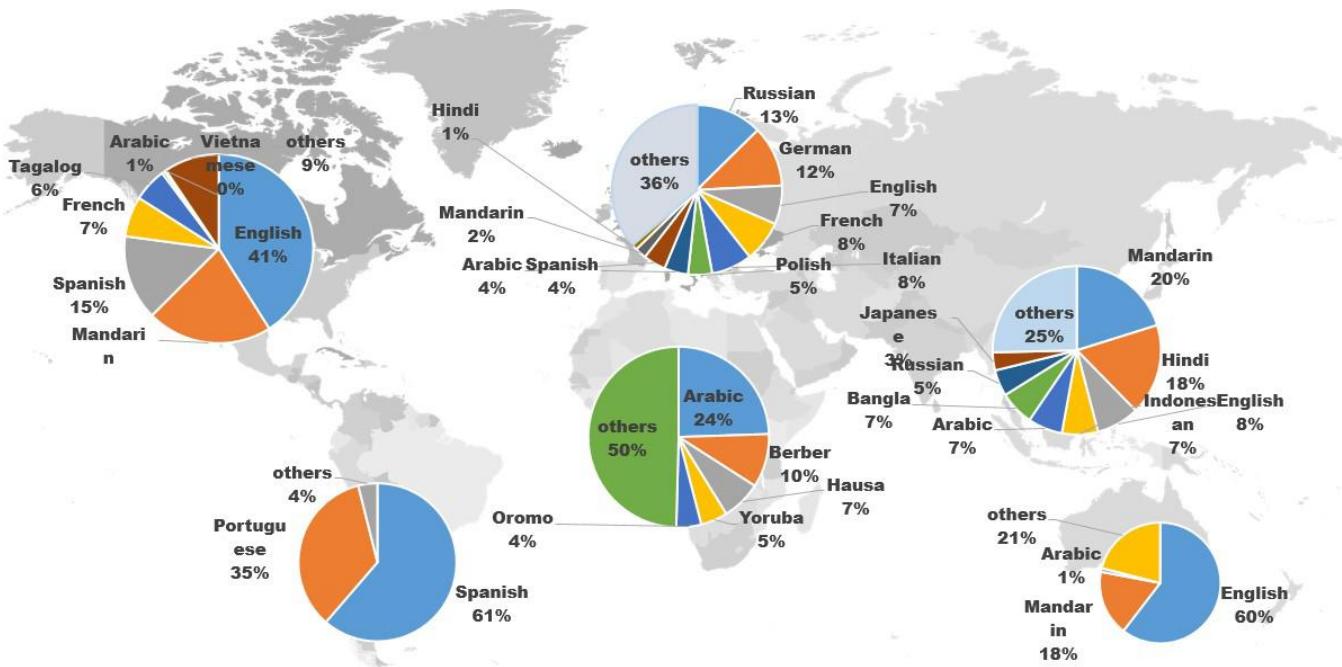 Arabic
1%
Vietna
mese
0%
others
9%
Tagalog
6%
French
7%
English
41%
Spanish
15%
Mandari
n
Hindi
1%
Russian
13%
others
36%
German
12%
English
7%
Mandarin
2%
French
8%
Arabic
4%
Spanish
4%
Polish
5%
Italian
8%
Mandarin
20%
others
25%
Japanes
e
3%
Hindi
18%
Russian
5%
Bangla
7%
Indones
an
7%
English
8%
Arabic
7%
Arabic
24%
others
50%
Berber
10%
Hausa
7%
Oromo
4%
Yoruba
5%
others
4%
Portugu
ese
35%
Spanish
61%
others
21%
Arabic
1%
English
60%
Mandar
in
18%